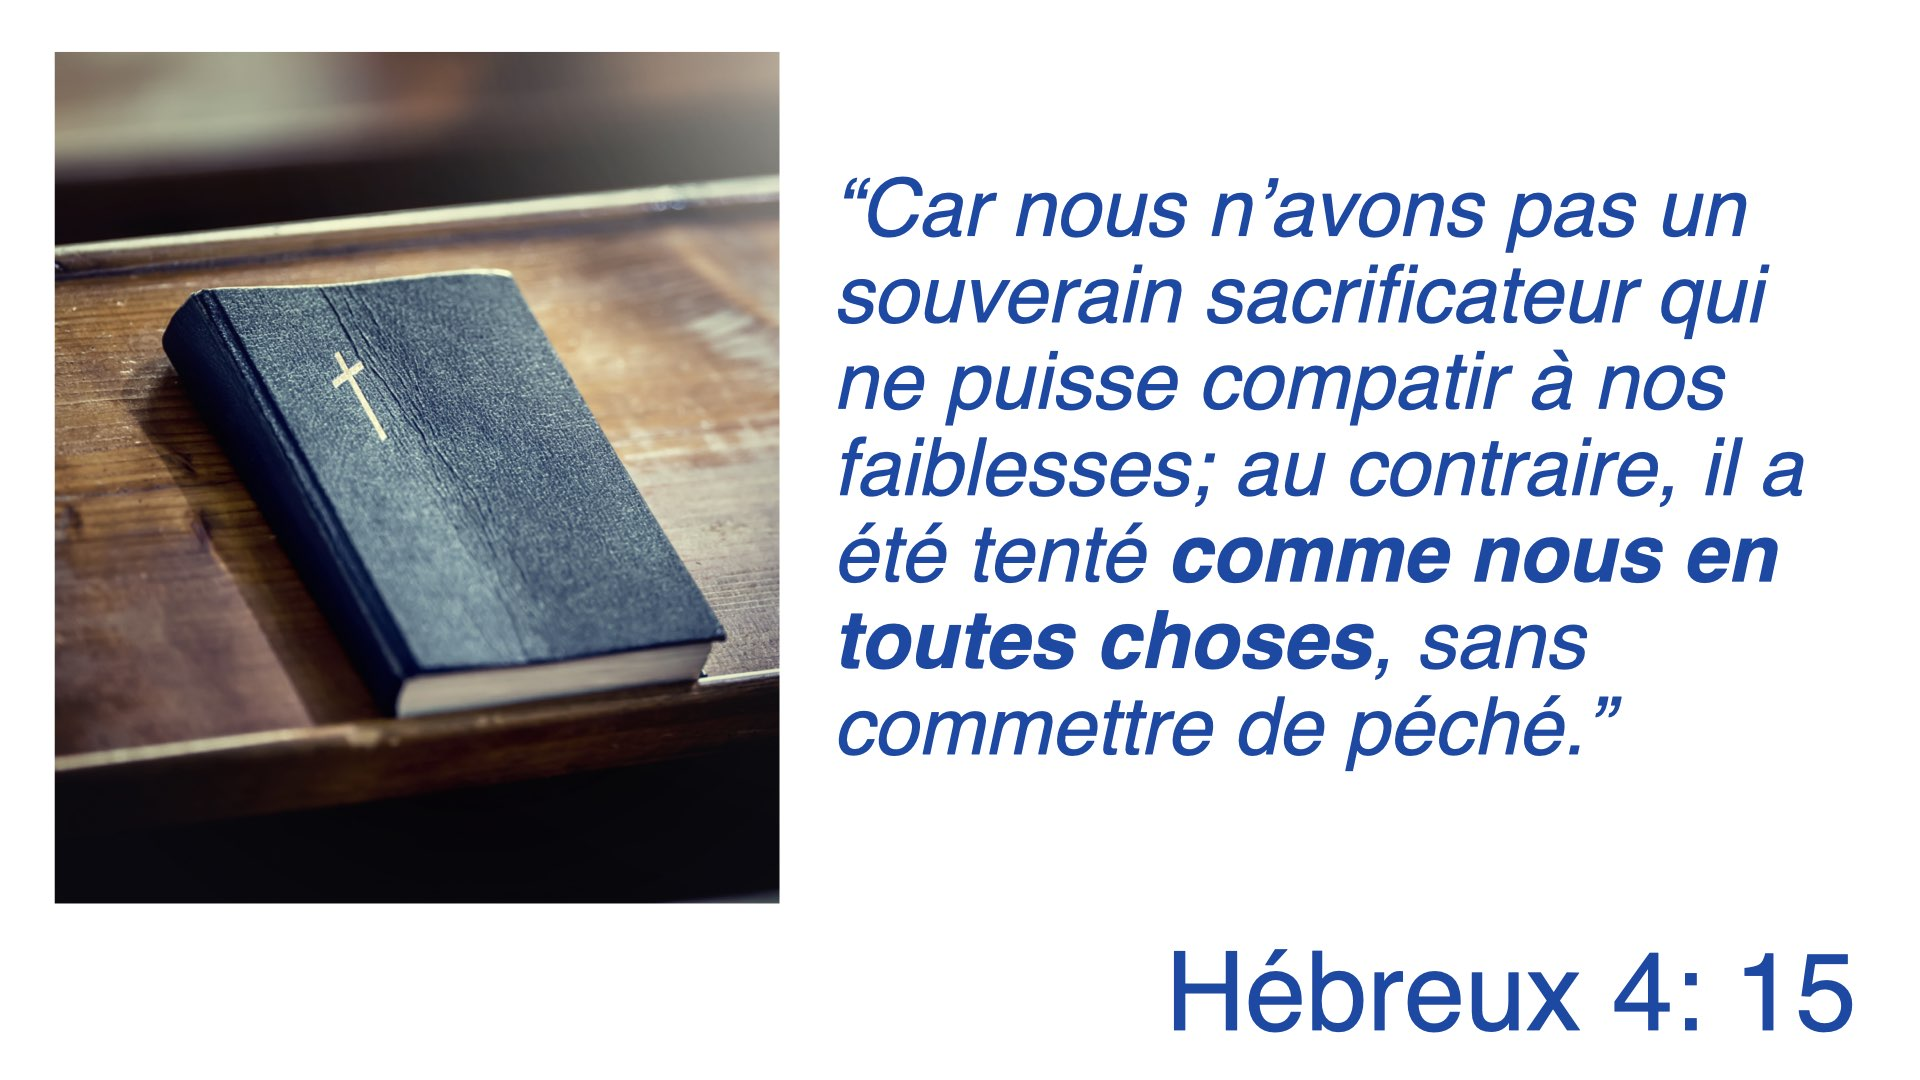 “Car nous n’avons pas un
souverain sacrificateur qui
ne puisse compatir à nos
faiblesses; au contraire, il a
été tenté comme nous en
toutes choses, sans
commettre de péché.”
Hébreux 4: 15